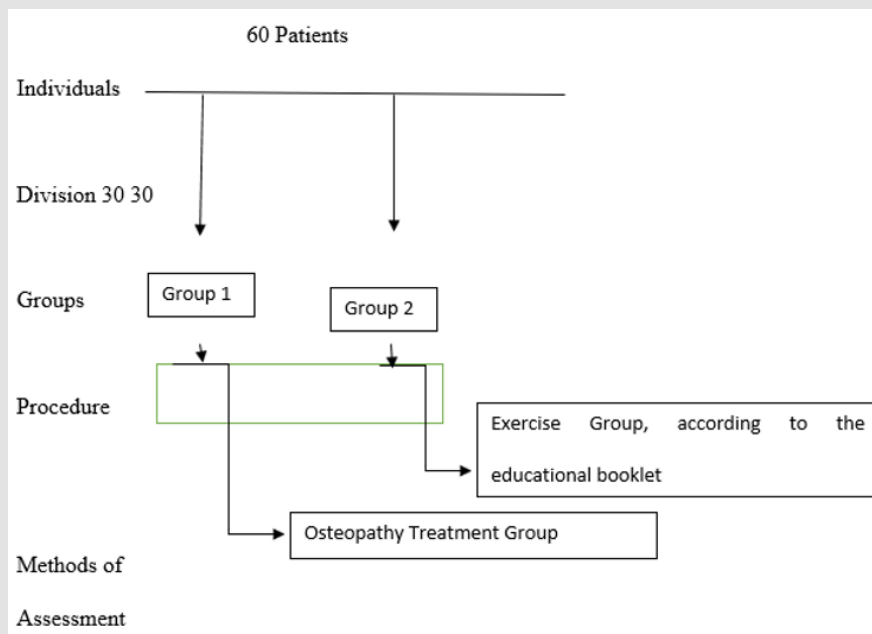 60 Patients
Individuals
Division 30 30
Groups
Group 1
Group 2
Procedure
Exercise Group, according to the
educational booklet
Osteopathy Treatment Group
Methods of
Assessment